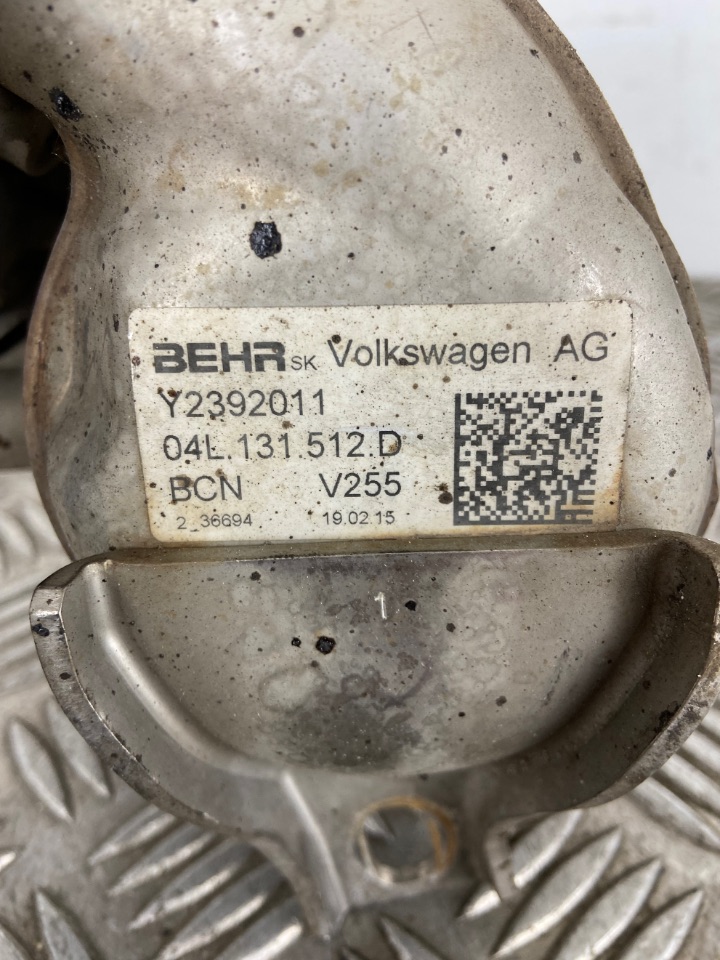 BEHR SK Volkswagen AG
Y2392011
04L.131.512.D
BCN V255
2_36694 19.02.15
1